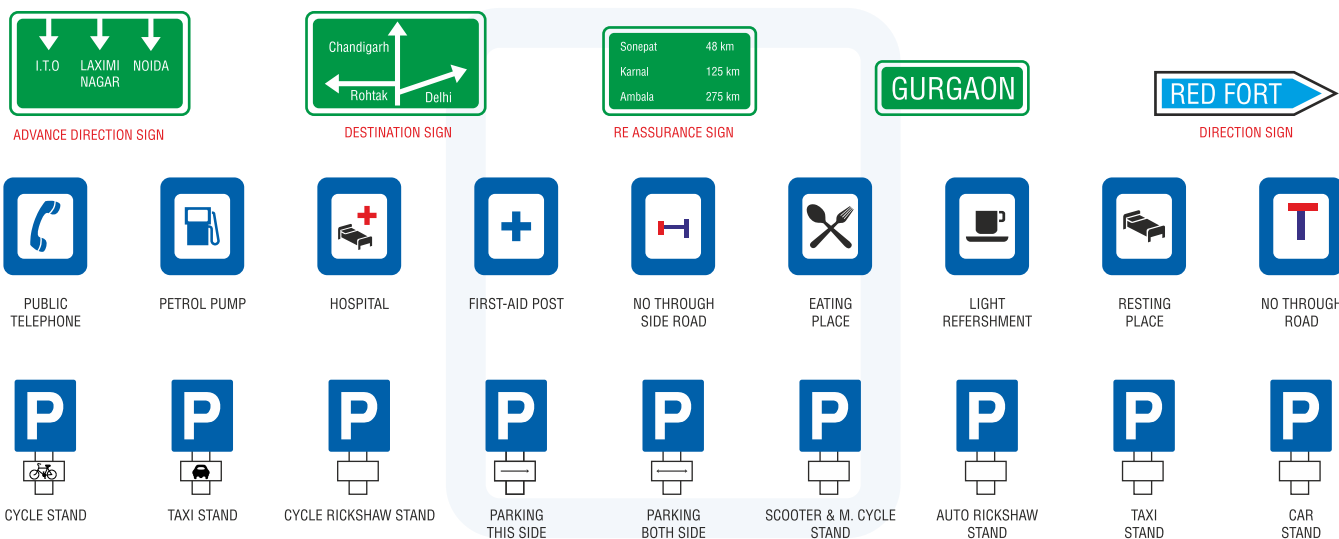 I.T.O LAXIMI NOIDA
NAGAR
Chandigarh
Rohtak Delhi
Sonepat 48 km
Karnal 125 km
Ambala 275 km
GURGAON
RED FORT
ADVANCE DIRECTION SIGN
DESTINATION SIGN
RE ASSURANCE SIGN
DIRECTION SIGN
PUBLIC
TELEPHONE
PETROL PUMP
HOSPITAL
FIRST-AID POST
NO THROUGH
SIDE ROAD
EATING
PLACE
LIGHT
REFERSHMENT
RESTING
PLACE
NO THROUGH
ROAD
P
P
P
P
P
P
P
P
P
CYCLE STAND
TAXI STAND
CYCLE RICKSHAW STAND
PARKING
THIS SIDE
PARKING
BOTH SIDE
SCOOTER & M. CYCLE
STAND
AUTO RICKSHAW
STAND
TAXI
STAND
CAR
STAND